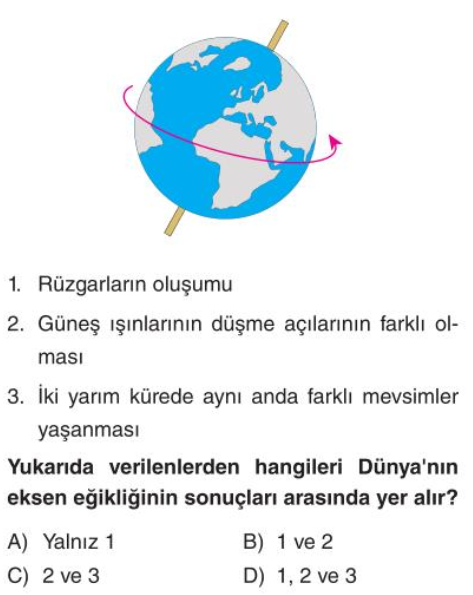 1. Rüzgarların oluşumu
2. Güneş ışınlarının düşme açılarının farklı ol-
ması
3. İki yarım kürede aynı anda farklı mevsimler
yaşanması
Yukarıda verilenlerden hangileri Dünya'nın
eksen eğikliğinin sonuçları arasında yer alır?
A) Yalnız 1 B) 1 ve 2
C) 2 ve 3 D) 1, 2 ve 3